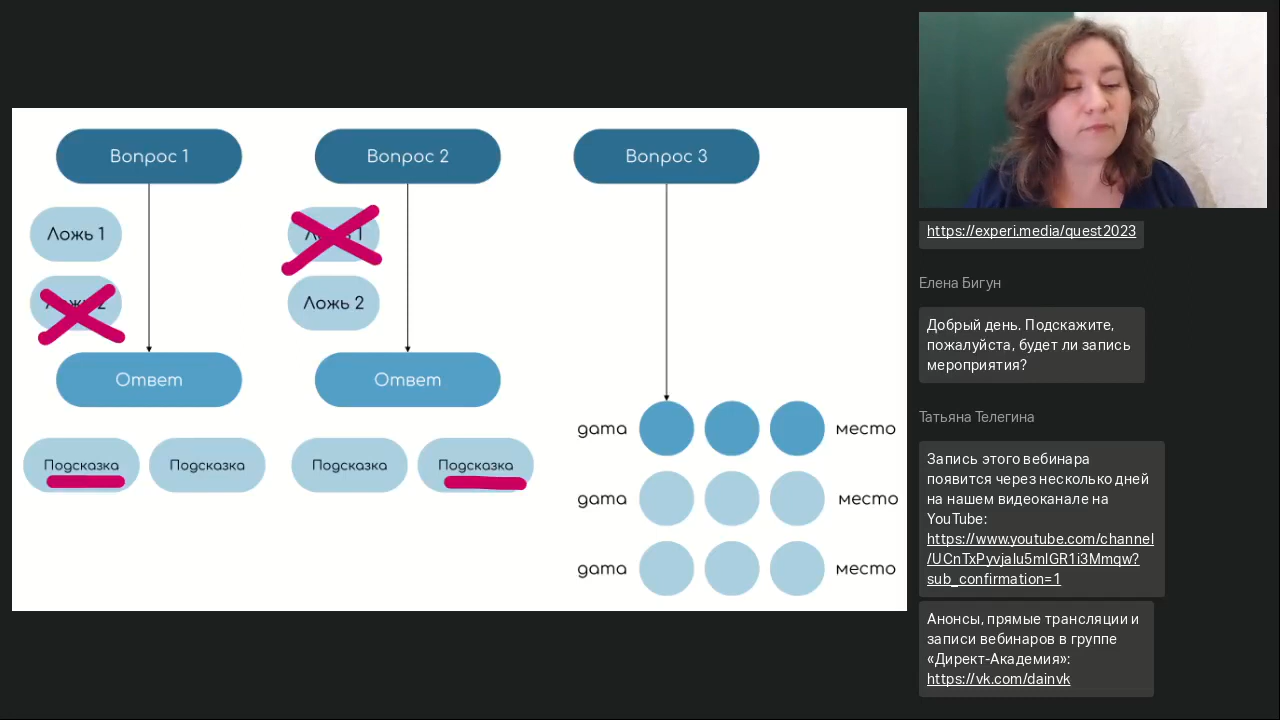 Вопрос 1
Вопрос 2
Вопрос 3
Ложь 1
Ложь 2
Ответ
Ответ
Подсказка
Подсказка
Подсказка
Подсказка
дата
место
дата
место
дата
место
https://experi.media/quest2023
Елена Бигун
Добрый день. Подскажите,
пожалуйста, будет ли запись
мероприятия?
Татьяна Телегина
Запись этого вебинара
появится через несколько дней
на нашем видеоканале на
YouTube:
https://www.youtube.com/channel
/UCnTxPyvjalu5mlGR1i3Mmqw?
sub_confirmation=1
Анонсы, прямые трансляции и
записи вебинаров в группе
«Директ-Академия»:
https://vk.com/dainvk